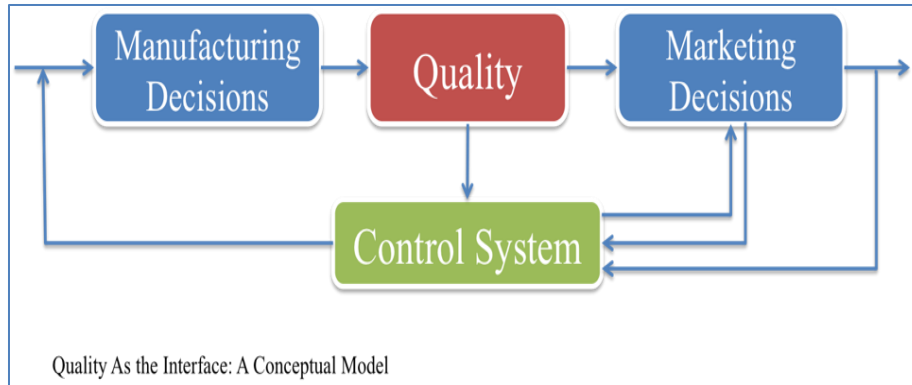 Manufacturing
Decisions
Quality
Marketing
Decisions
Control System
Quality As the Interface: A Conceptual Model